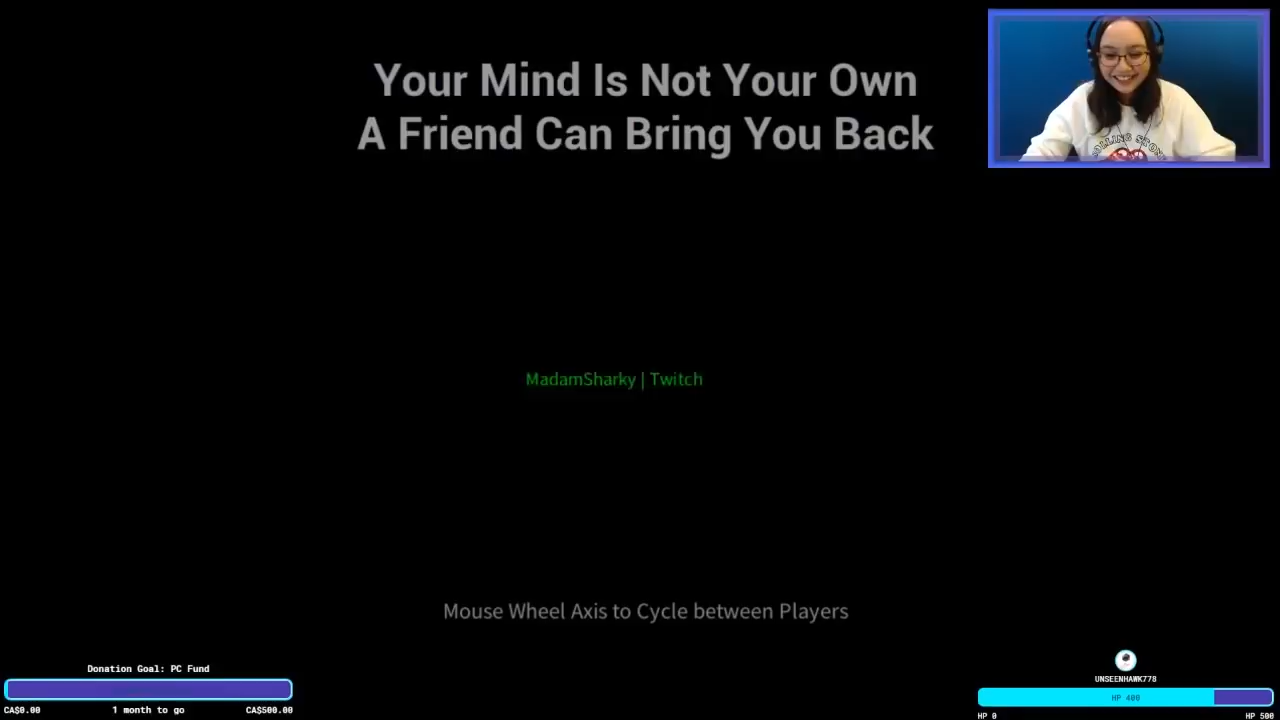 Your Mind Is Not Your Own
A Friend Can Bring You Back
OLLING STON
MadamSharky | Twitch
Mouse Wheel Axis to Cycle between Players
Donation Goal: PC Fund
CA$0.00 1 month to go CA$500.00
UNSEENHAWK778
HP 400
HP 0 HP 500